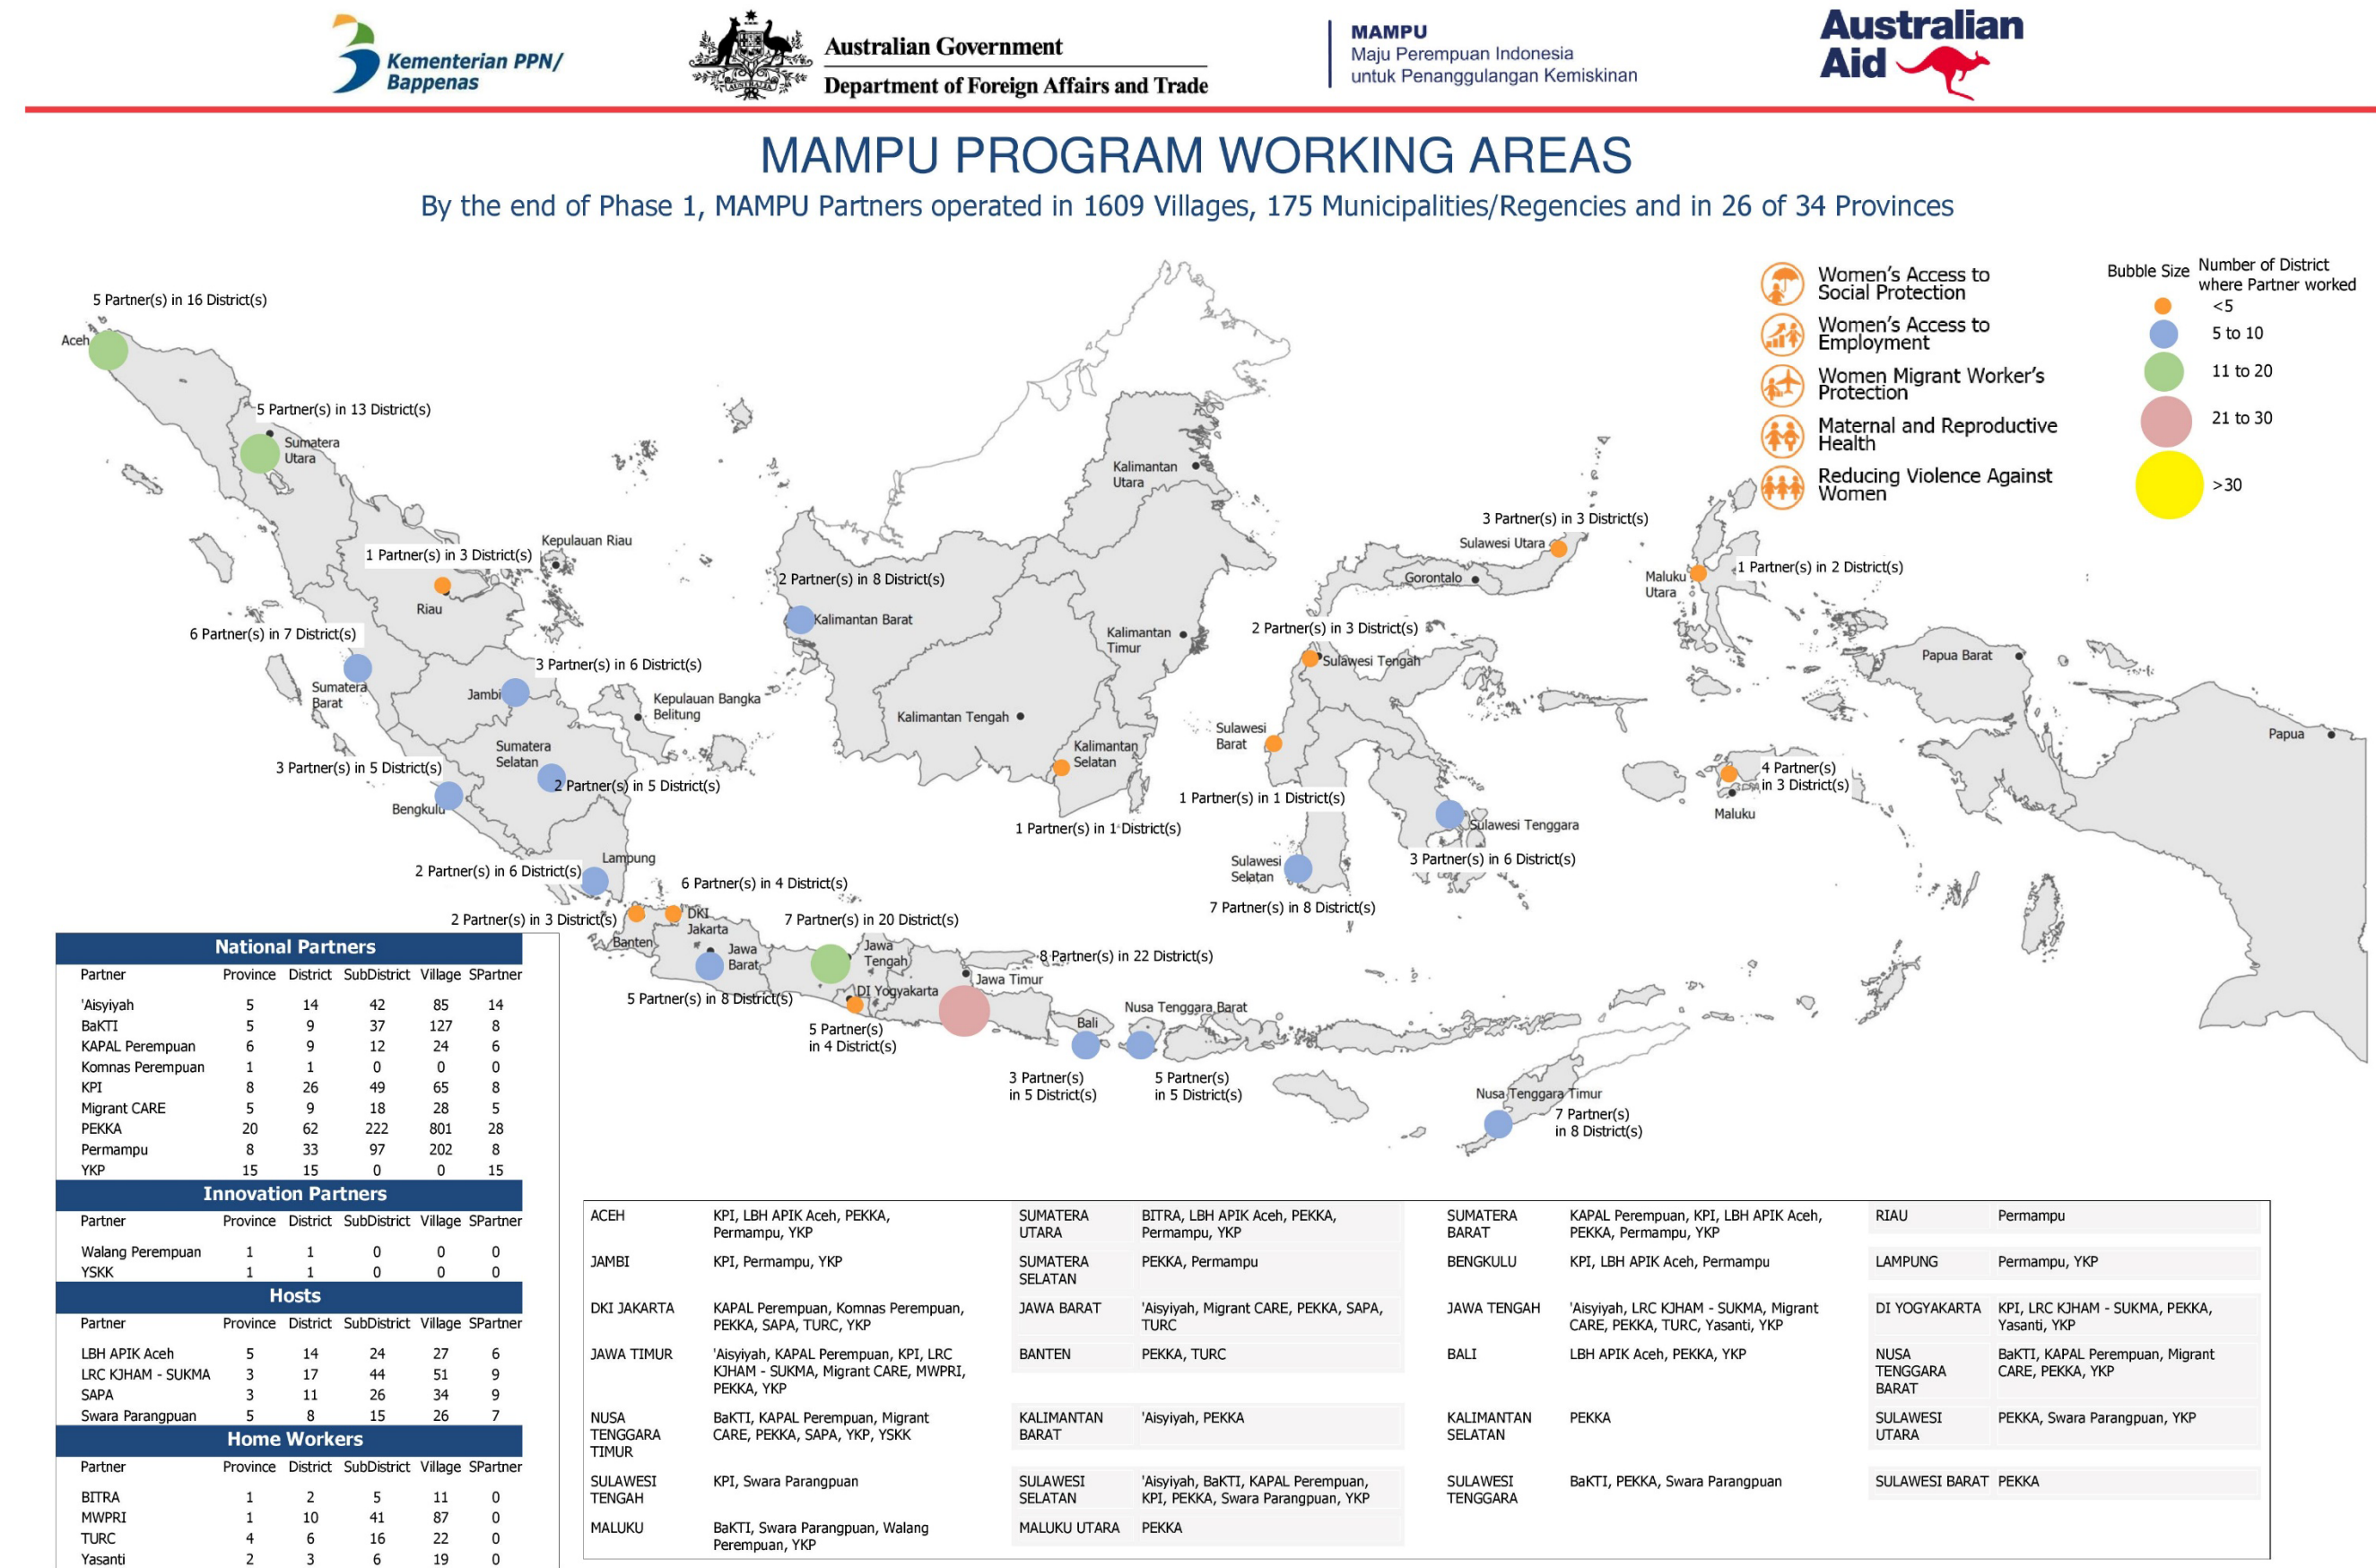 Kementerian PPN/
Bappenas
Australian Government
Department of Foreign Affairs and Trade
MAMPU
Maju Perempuan Indonesia
untuk Penanggulangan Kemiskinan
Australian
Aid
MAMPU PROGRAM WORKING AREAS
By the end of Phase 1, MAMPU Partners operated in 1609 Villages, 175 Municipalities/Regencies and in 26 of 34 Provinces
Women's Access to
Social Protection
Women's Access to
Employment
Women Migrant Worker's
Protection
Maternal and Reproductive
Health
Reducing Violence Against
Women
Bubble Size
Number of District
where Partner worked
<5
5 to 10
11 to 20
21 to 30
>30
5 Partner(s) in 16 District(s)
Aceh
5 Partner(s) in 13 District(s)
Sumatera
Utara
1 Partner(s) in 3 District(s)
Riau
Kepulauan Riau
6 Partner(s) in 7 District(s)
Sumatera
Barat
3 Partner(s) in 6 District(s)
Jambi
Kepulauan Bangka
Belitung
Sumatera
Selatan
2 Partner(s) in 5 District(s)
3 Partner(s) in 5 District(s)
Bengkulu
Lampung
2 Partner(s) in 6 District(s)
6 Partner(s) in 4 District(s)
2 Partner(s) in 3 District(s)
DKI
Jakarta
Banten
Jawa
Barat
5 Partner(s) in 8 District(s)
7 Partner(s) in 20 District(s)
Jawa
Tengah
DI Yogyakarta
5 Partner(s)
in 4 District(s)
8 Partner(s) in 22 District(s)
Jawa Timur
Bali
3 Partner(s)
in 5 District(s)
Nusa Tenggara Barat
5 Partner(s)
in 5 District(s)
Nusa Tenggara Timur
7 Partner(s)
in 8 District(s)
2 Partner(s) in 8 District(s)
Kalimantan Barat
Kalimantan
Utara
Kalimantan
Timur
Kalimantan Tengah
Kalimantan
Selatan
1 Partner(s) in 1 District(s)
3 Partner(s) in 3 District(s)
Sulawesi Utara
Gorontalo
2 Partner(s) in 3 District(s)
Sulawesi Tengah
Sulawesi
Barat
1 Partner(s) in 1 District(s)
Sulawesi Tenggara
3 Partner(s) in 6 District(s)
Sulawesi
Selatan
7 Partner(s) in 8 District(s)
Maluku
Utara
1 Partner(s) in 2 District(s)
4 Partner(s)
in 3 District(s)
Maluku
Papua Barat
Papua
National Partners
Partner Province District SubDistrict Village SPartner
'Aisyiyah 5 14 42 85 14
BaKTI 5 9 37 127 8
KAPAL Perempuan 6 9 12 24 6
Komnas Perempuan 1 1 0 0 0
KPI 8 26 49 65 8
Migrant CARE 5 9 18 28 5
PEKKA 20 62 222 801 28
Permampu 8 33 97 202 8
YKP 15 15 0 0 15
Innovation Partners
Partner Province District SubDistrict Village SPartner
Walang Perempuan 1 1 0 0 0
YSKK 1 1 0 0 0
Hosts
Partner Province District SubDistrict Village SPartner
LBH APIK Aceh 5 14 24 27 6
LRC KJHAM - SUKMA 3 17 44 51 9
SAPA 3 11 26 34 9
Swara Parangpuan 5 8 15 26 7
Home Workers
Partner Province District SubDistrict Village SPartner
BITRA 1 2 5 11 0
MWPRI 1 10 41 87 0
TURC 4 6 16 22 0
Yasanti 2 3 6 19 0
ACEH
KPI, LBH APIK Aceh, PEKKA,
Permampu, YKP
SUMATERA
UTARA
BITRA, LBH APIK Aceh, PEKKA,
Permampu, YKP
SUMATERA
BARAT
KAPAL Perempuan, KPI, LBH APIK Aceh,
PEKKA, Permampu, YKP
RIAU
Permampu
JAMBI
KPI, Permampu, YKP
SUMATERA
SELATAN
PEKKA, Permampu
BENGKULU
KPI, LBH APIK Aceh, Permampu
LAMPUNG
Permampu, YKP
DKI JAKARTA
KAPAL Perempuan, Komnas Perempuan,
PEKKA, SAPA, TURC, YKP
JAWA BARAT
'Aisyiyah, Migrant CARE, PEKKA, SAPA,
TURC
JAWA TENGAH
'Aisyiyah, LRC KJHAM - SUKMA, Migrant
CARE, PEKKA, TURC, Yasanti, YKP
DI YOGYAKARTA
KPI, LRC KJHAM - SUKMA, PEKKA,
Yasanti, YKP
JAWA TIMUR
'Aisyiyah, KAPAL Perempuan, KPI, LRC
KJHAM - SUKMA, Migrant CARE, MWPRI,
PEKKA, YKP
BANTEN
PEKKA, TURC
BALI
LBH APIK Aceh, PEKKA, YKP
NUSA
TENGGARA
BARAT
BaKTI, KAPAL Perempuan, Migrant
CARE, PEKKA, YKP
NUSA
TENGGARA
TIMUR
BaKTI, KAPAL Perempuan, Migrant
CARE, PEKKA, SAPA, YKP, YSKK
KALIMANTAN
BARAT
'Aisyiyah, PEKKA
KALIMANTAN
SELATAN
PEKKA
SULAWESI
UTARA
PEKKA, Swara Parangpuan, YKP
SULAWESI
TENGAH
KPI, Swara Parangpuan
SULAWESI
SELATAN
'Aisyiyah, BaKTI, KAPAL Perempuan,
KPI, PEKKA, Swara Parangpuan, YKP
SULAWESI
TENGGARA
BaKTI, PEKKA, Swara Parangpuan
SULAWESI BARAT
PEKKA
MALUKU
BaKTI, Swara Parangpuan, Walang
Perempuan, YKP
MALUKU UTARA
PEKKA